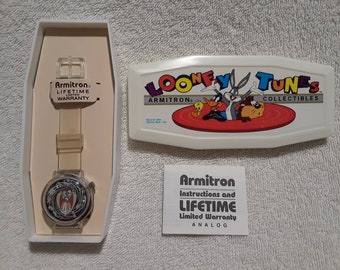 Armitron
LIFETIME
WARRANTY
LOONEY TUNES
ARMITRON COLLECTIBLES
Armitron
Instructions and
LIFETIME
Limited Warranty
ANALOG